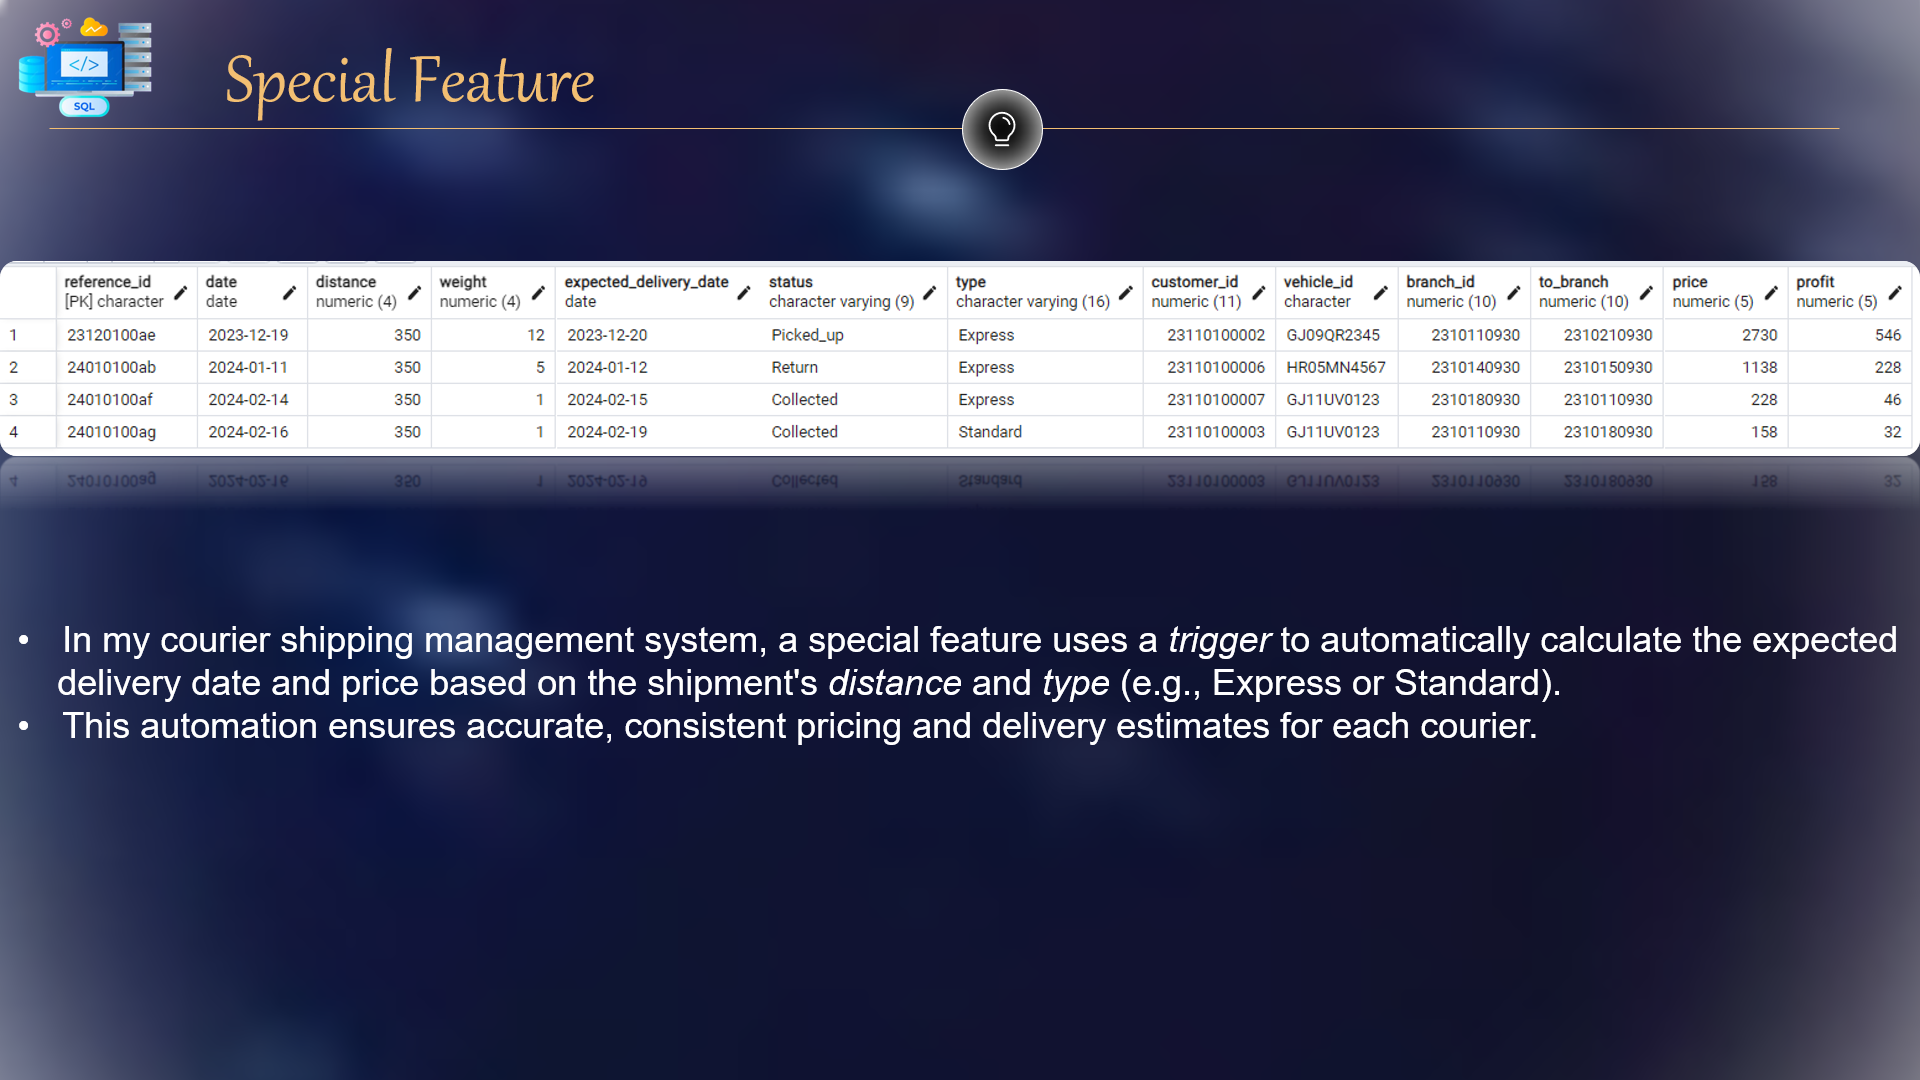 </>
SQL
Special Feature
reference_id date distance weight expected_delivery_date status type customer_id vehicle_id branch_id to_branch price profit
[PK] character date numeric (4) numeric (4) date character varying (9) character varying (16) numeric (11) character numeric (10) numeric (10) numeric (5) numeric (5)
1 23120100ae 2023-12-19 350 12 2023-12-20 Picked_up Express 23110100002 GJ09QR2345 2310110930 2310210930 2730 546
2 24010100ab 2024-01-11 350 5 2024-01-12 Return Express 23110100006 HR05MN4567 2310140930 2310150930 1138 228
3 24010100af 2024-02-14 350 1 2024-02-15 Collected Express 23110100007 GJ11UV0123 2310180930 2310110930 228 46
4 24010100ag 2024-02-16 350 1 2024-02-19 Collected Standard 23110100003 GJ11UV0123 2310110930 2310180930 158 32
• In my courier shipping management system, a special feature uses a trigger to automatically calculate the expected
delivery date and price based on the shipment's distance and type (e.g., Express or Standard).
• This automation ensures accurate, consistent pricing and delivery estimates for each courier.